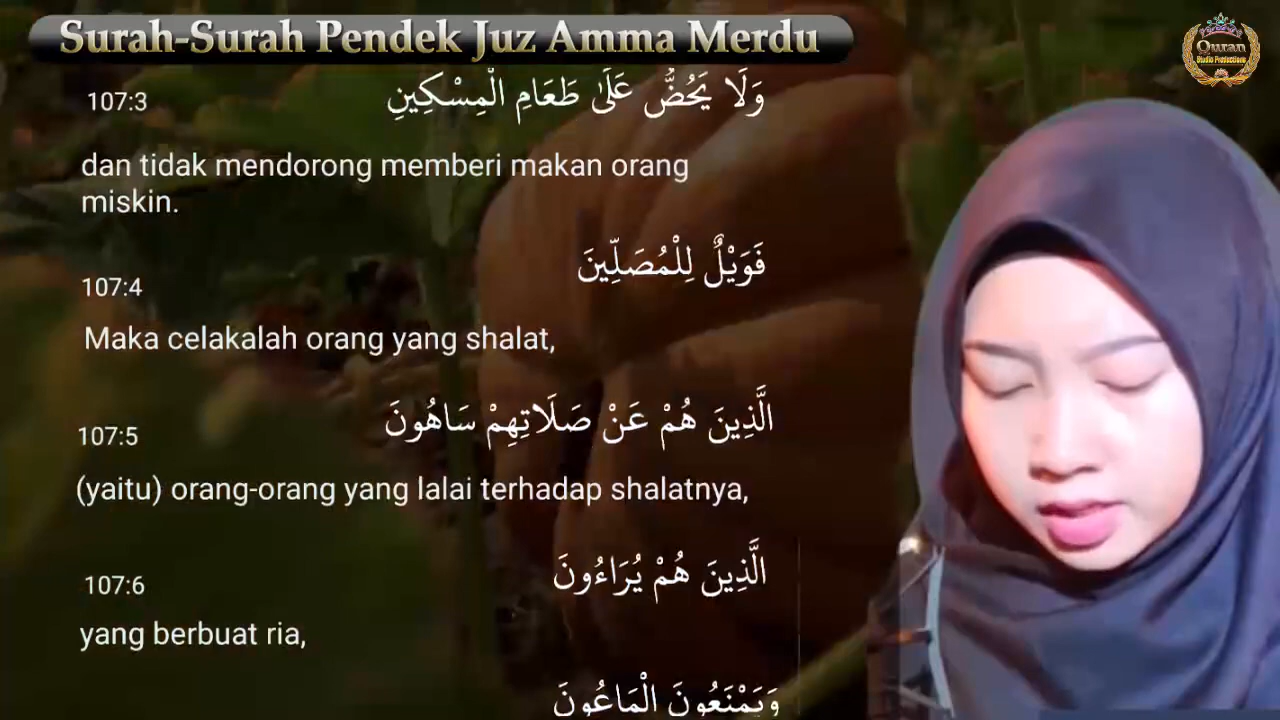 Surah-Surah Pendek Juz Amma Merdu
Quran
Studio Productions
107:3
وَلَا يَحُضُّ عَلَىٰ طَعَامِ الْمِسْكِينِ
dan tidak mendorong memberi makan orang
miskin.
فَوَيْلٌ لِلْمُصَلِّينَ
107:4
Maka celakalah orang yang shalat,
الَّذِينَ هُمْ عَنْ صَلَاتِهِمْ سَاهُونَ
107:5
(yaitu) orang-orang yang lalai terhadap shalatnya,
الَّذِينَ هُمْ يُرَاءُونَ
107:6
yang berbuat ria,
وَيَمْنَعُونَ الْمَاعُونَ